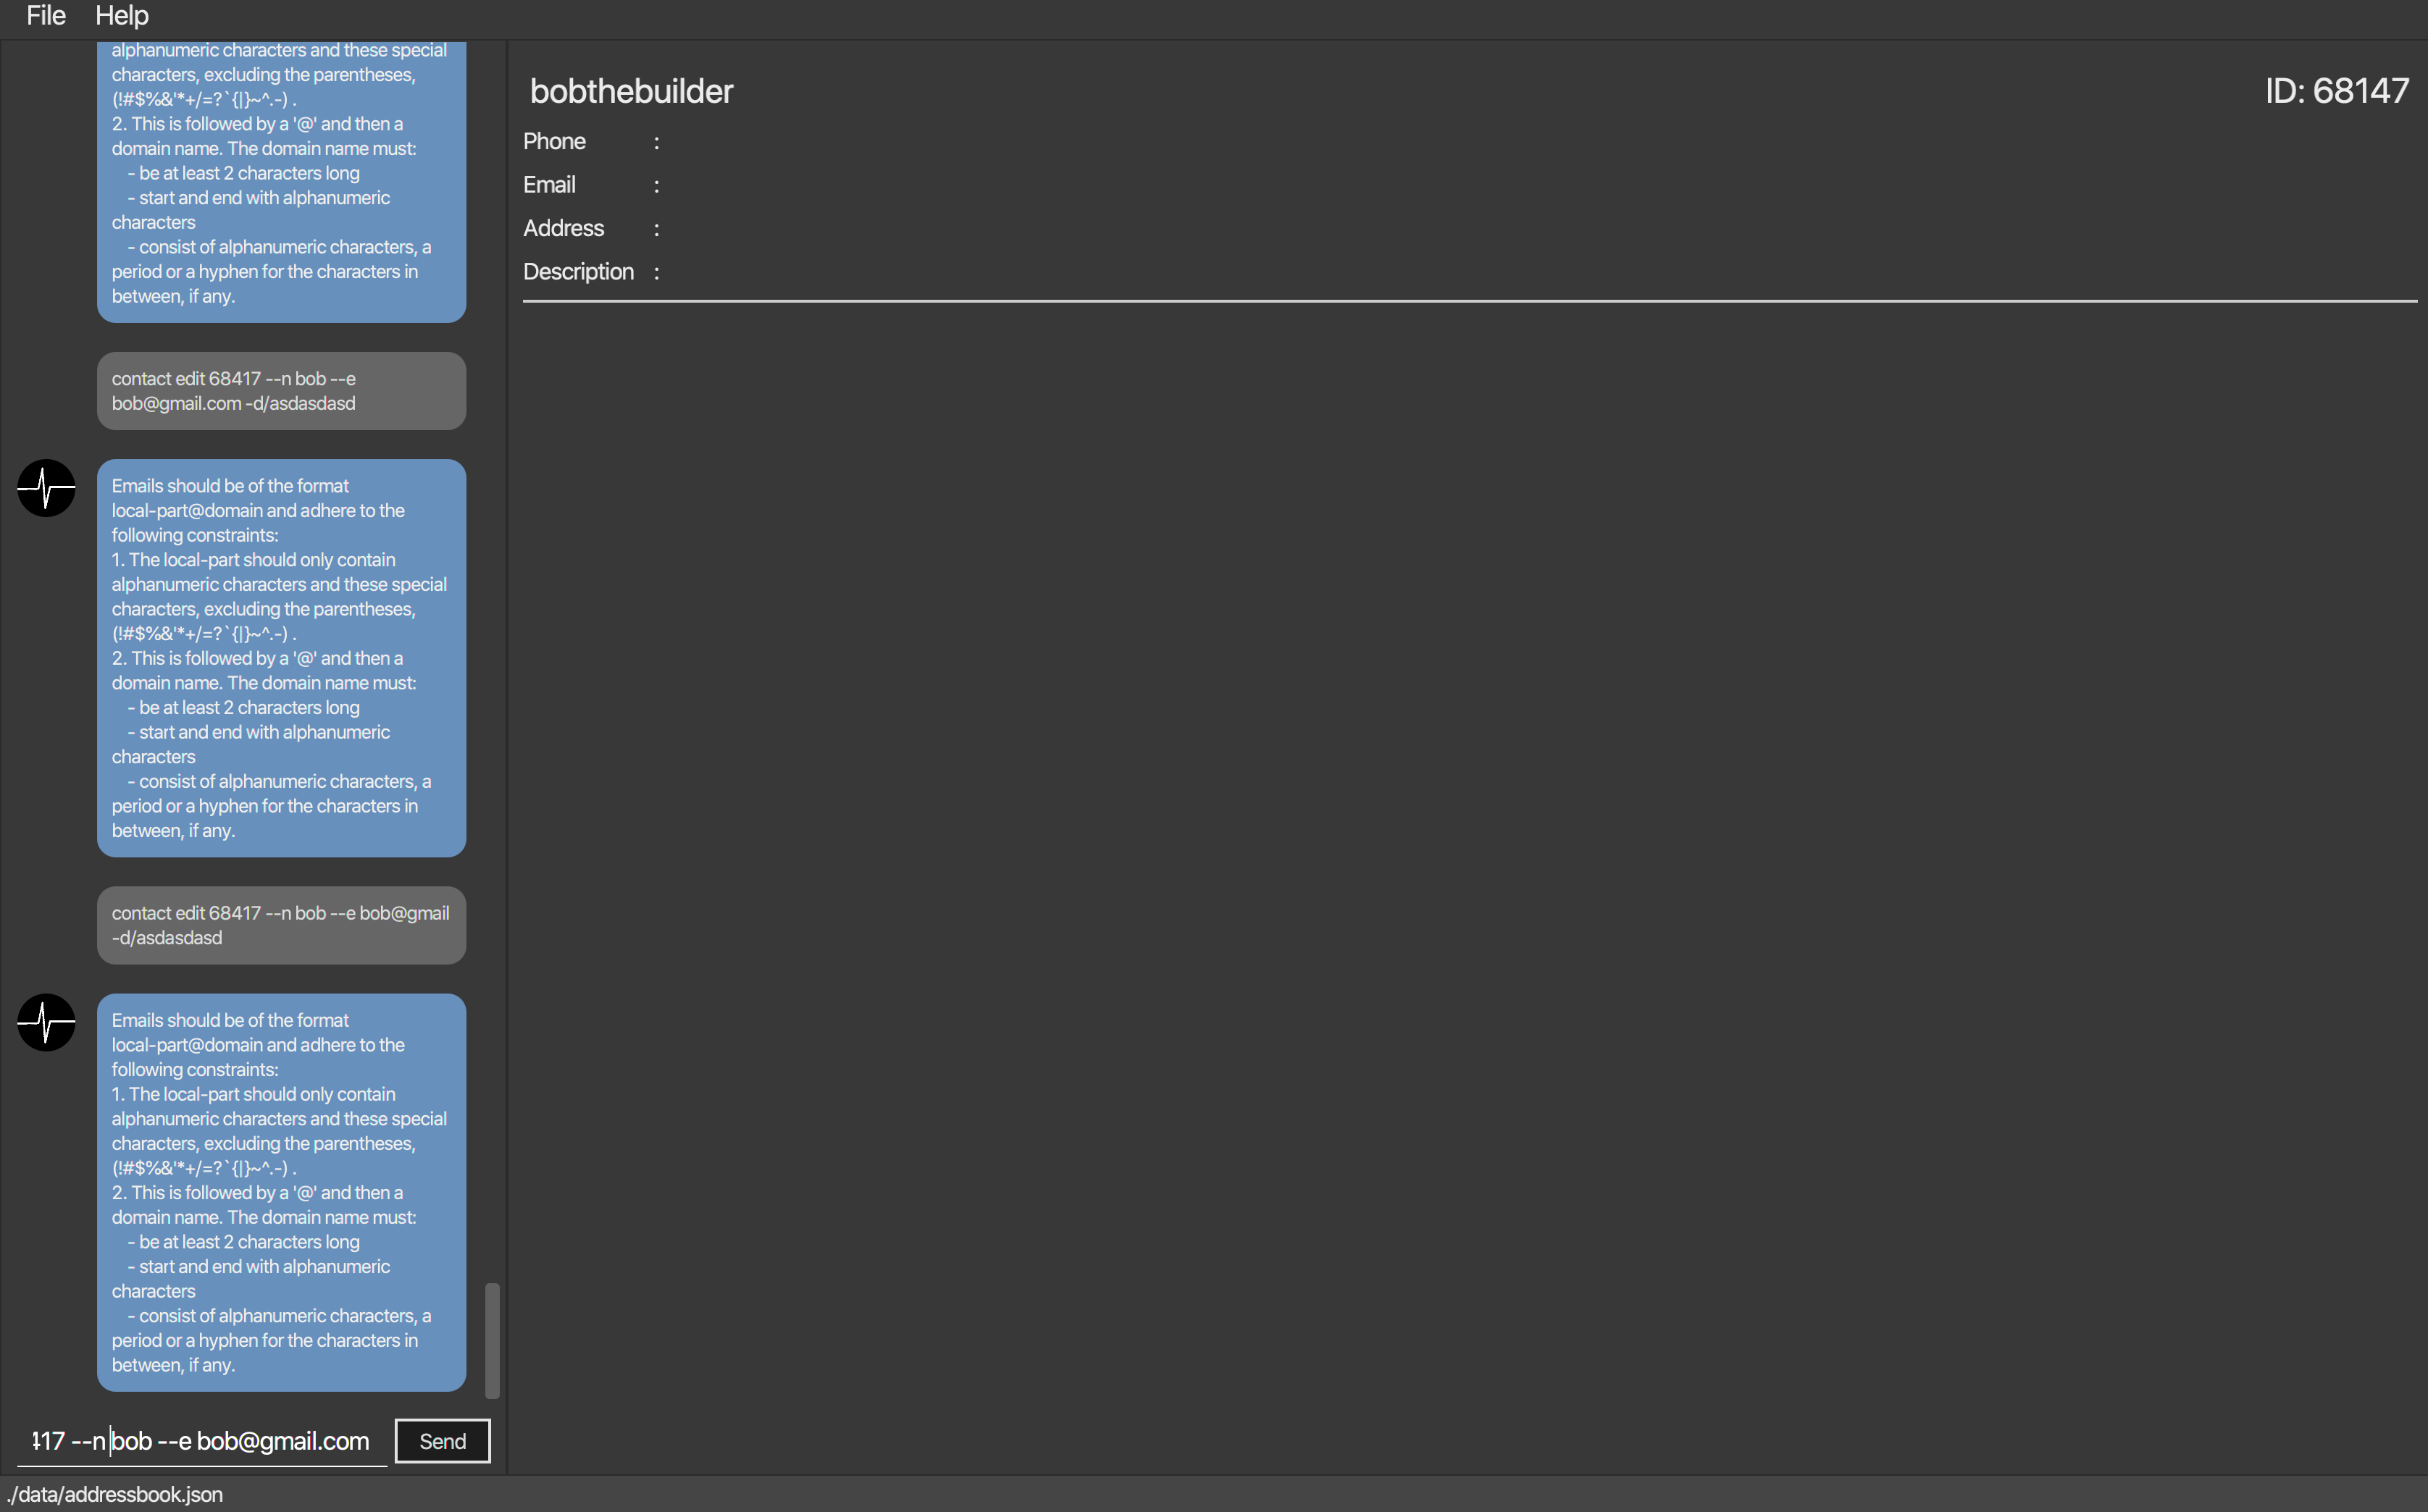 File Help
alphanumeric characters and these special
characters, excluding the parentheses,
(!#$%&'*+/=?`{|}~^.-) .
2. This is followed by a '@' and then a
domain name. The domain name must:
- be at least 2 characters long
- start and end with alphanumeric
characters
- consist of alphanumeric characters, a
period or a hyphen for the characters in
between, if any.
contact edit 68417 --n bob --e
bob@gmail.com -d/asdasdasd
Emails should be of the format
local-part@domain and adhere to the
following constraints:
1. The local-part should only contain
alphanumeric characters and these special
characters, excluding the parentheses,
(!#$%&'*+/=?`{|}~^.-) .
2. This is followed by a '@' and then a
domain name. The domain name must:
- be at least 2 characters long
- start and end with alphanumeric
characters
- consist of alphanumeric characters, a
period or a hyphen for the characters in
between, if any.
contact edit 68417 --n bob --e bob@gmail
-d/asdasdasd
Emails should be of the format
local-part@domain and adhere to the
following constraints:
1. The local-part should only contain
alphanumeric characters and these special
characters, excluding the parentheses,
(!#$%&'*+/=?`{|}~^.-) .
2. This is followed by a '@' and then a
domain name. The domain name must:
- be at least 2 characters long
- start and end with alphanumeric
characters
- consist of alphanumeric characters, a
period or a hyphen for the characters in
between, if any.
417 --n bob --e bob@gmail.com
Send
bobthebuilder
ID: 68147
Phone :
Email :
Address :
Description :
./data/addressbook.json